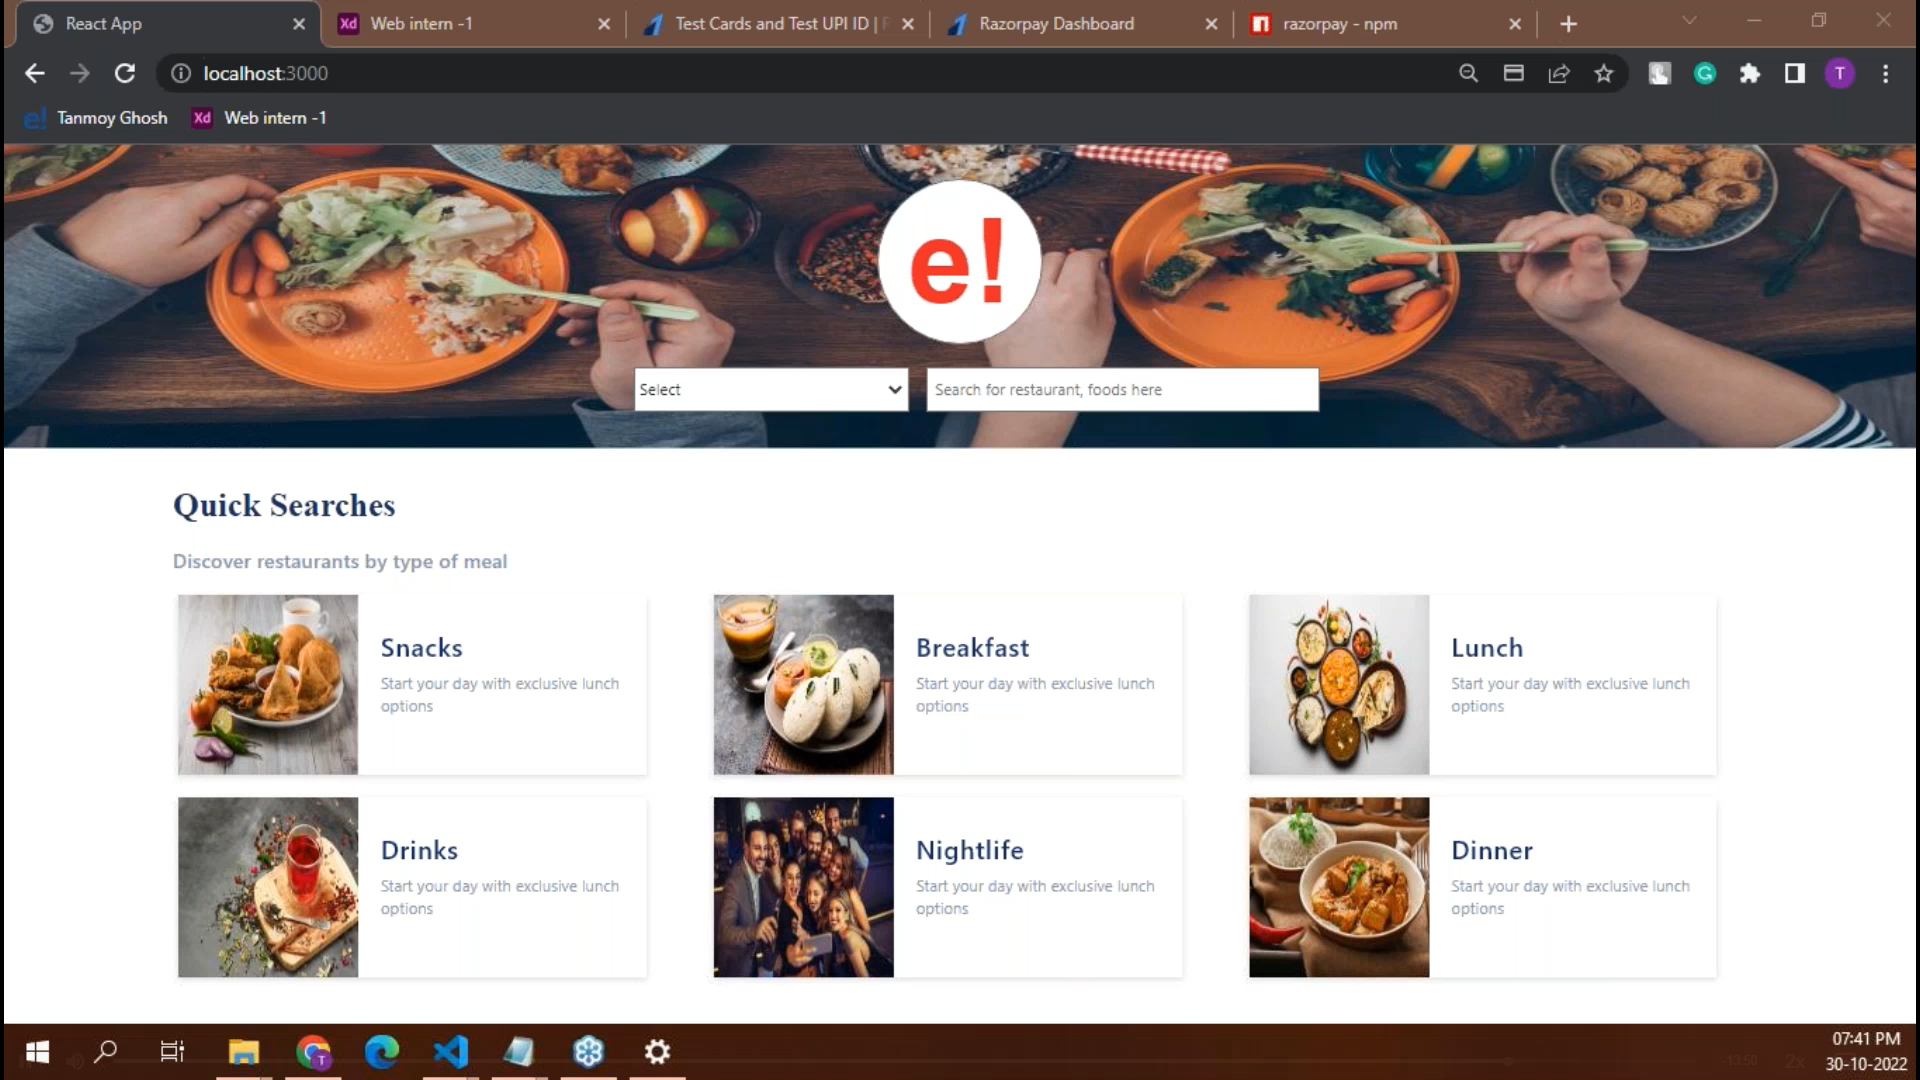 React App
Xd Web intern -1
Test Cards and Test UPI ID |
Razorpay Dashboard
n razorpay - npm
localhost:3000
G
T
e! Tanmoy Ghosh
Xd Web intern -1
e!
Select
Search for restaurant, foods here
Quick Searches
Discover restaurants by type of meal
Snacks
Start your day with exclusive lunch
options
Breakfast
Start your day with exclusive lunch
options
Lunch
Start your day with exclusive lunch
options
Drinks
Start your day with exclusive lunch
options
Nightlife
Start your day with exclusive lunch
options
Dinner
Start your day with exclusive lunch
options
T
07:41 PM
30-10-2022